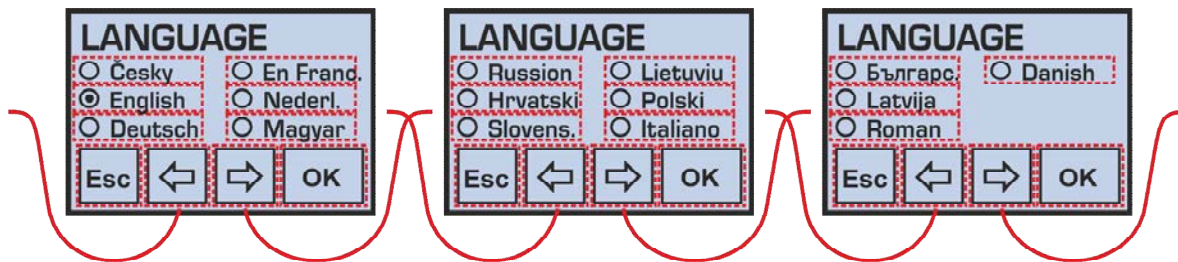 LANGUAGE
Česky En Franc.
English Nederl.
Deutsch Magyar
Esc OK
LANGUAGE
Russion Lietuviu
Hrvatski Polski
Slovens. Italiano
Esc OK
LANGUAGE
Българс. Danish
Latvija
Roman
Esc OK